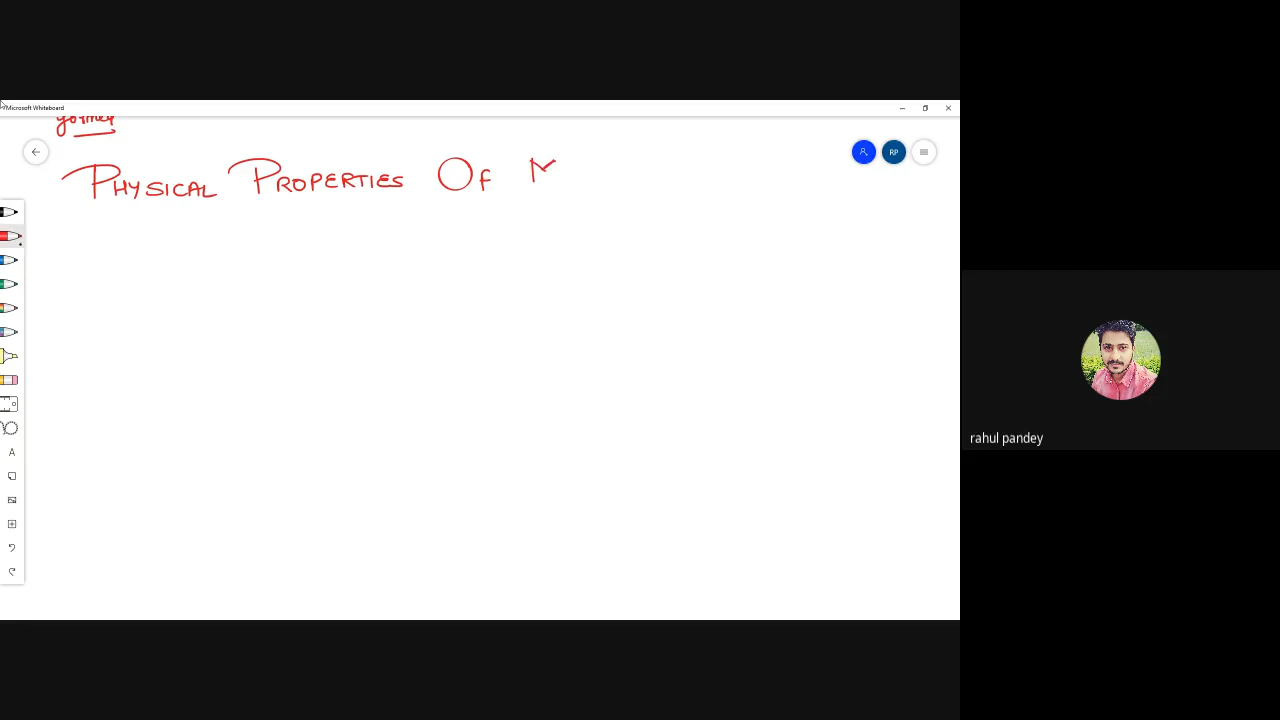 Microsoft Whiteboard
PHYSICAL PROPERTIES Of
RP
A
rahul pandey